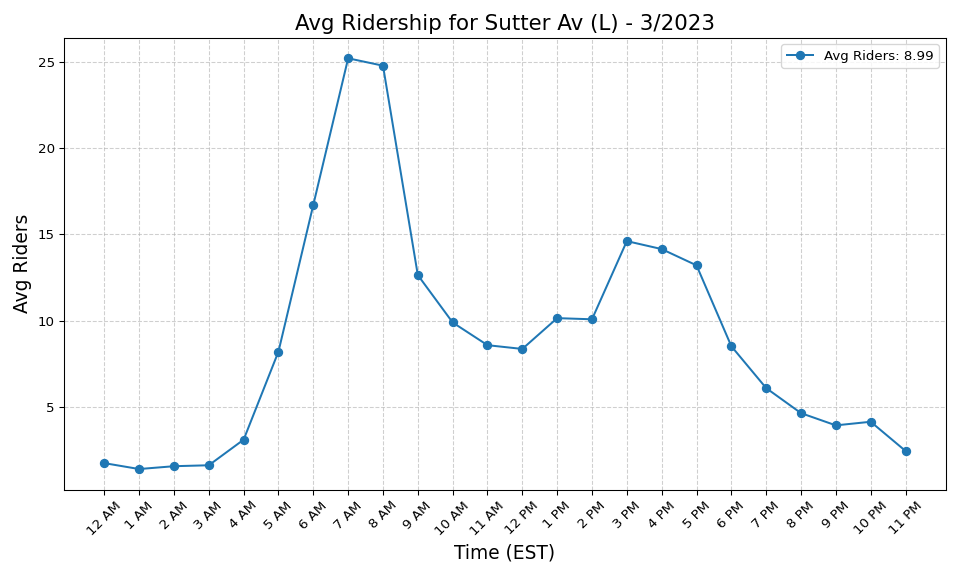 Avg Ridership for Sutter Av (L) - 3/2023
Avg Riders: 8.99
Avg Riders
25
20
15
10
5
12 AM 1 AM 2 AM 3 AM 4 AM 5 AM 6 AM 7 AM 8 AM 9 AM 10 AM 11 AM 12 PM 1 PM 2 PM 3 PM 4 PM 5 PM 6 PM 7 PM 8 PM 9 PM 10 PM 11 PM
Time (EST)